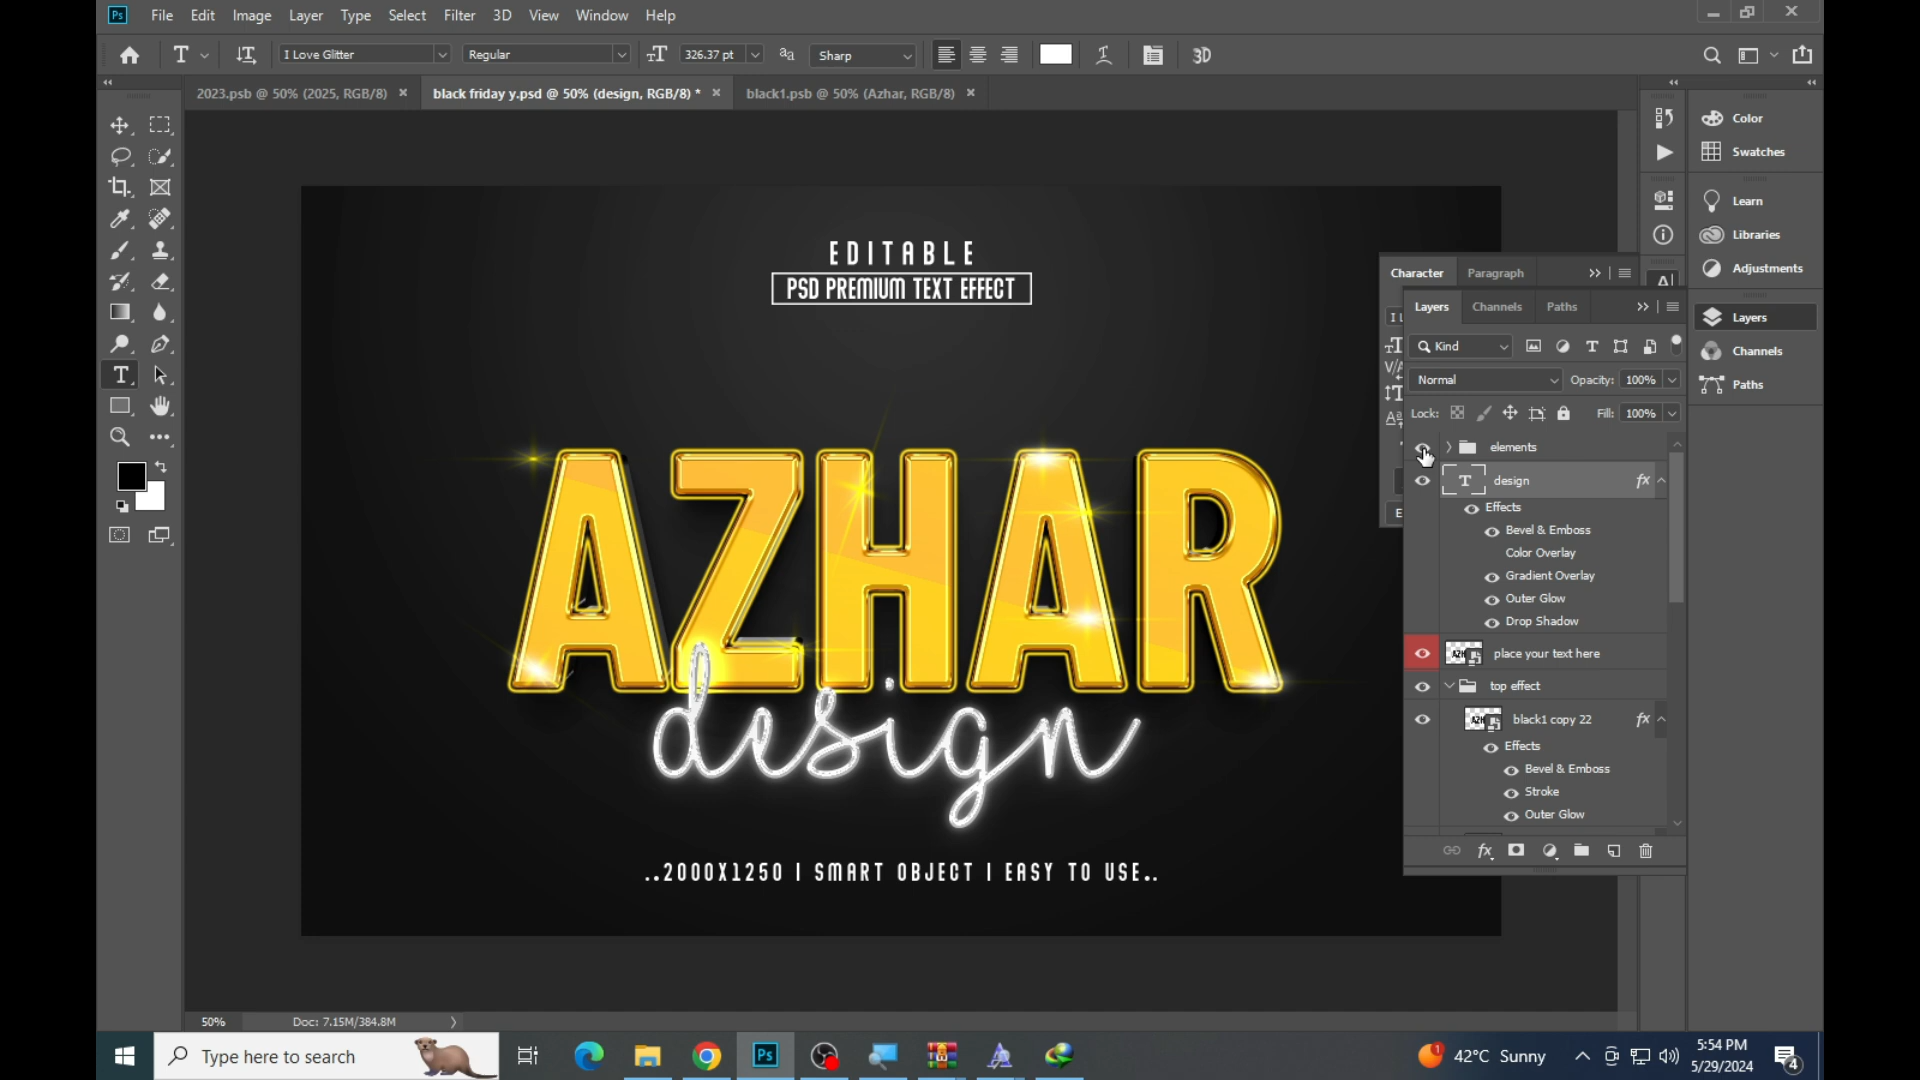 Ps File Edit Image Layer Type Select Filter 3D View Window Help
I Love Glitter Regular 326.37 pt Sharp 3D
2023.psb @ 50% (2025, RGB/8) × black friday y.psd @ 50% (design, RGB/8) * × black1.psb @ 50% (Azhar, RGB/8) ×
Color
Swatches
Learn
Libraries
Adjustments
Layers
Channels
Paths
EDITABLE
PSD PREMIUM TEXT EFFECT
AZHAR
design
..2000X1250 | SMART OBJECT | EASY TO USE..
Character Paragraph
Layers Channels Paths
Kind
Normal Opacity: 100%
Lock: Fill: 100%
elements
design fx
Effects
Bevel & Emboss
Color Overlay
Gradient Overlay
Outer Glow
Drop Shadow
place your text here
top effect
black1 copy 22 fx
Effects
Bevel & Emboss
Stroke
Outer Glow
50% Doc: 7.15M/384.8M
Type here to search
Ps
42°C Sunny
5:54 PM
5/29/2024
4